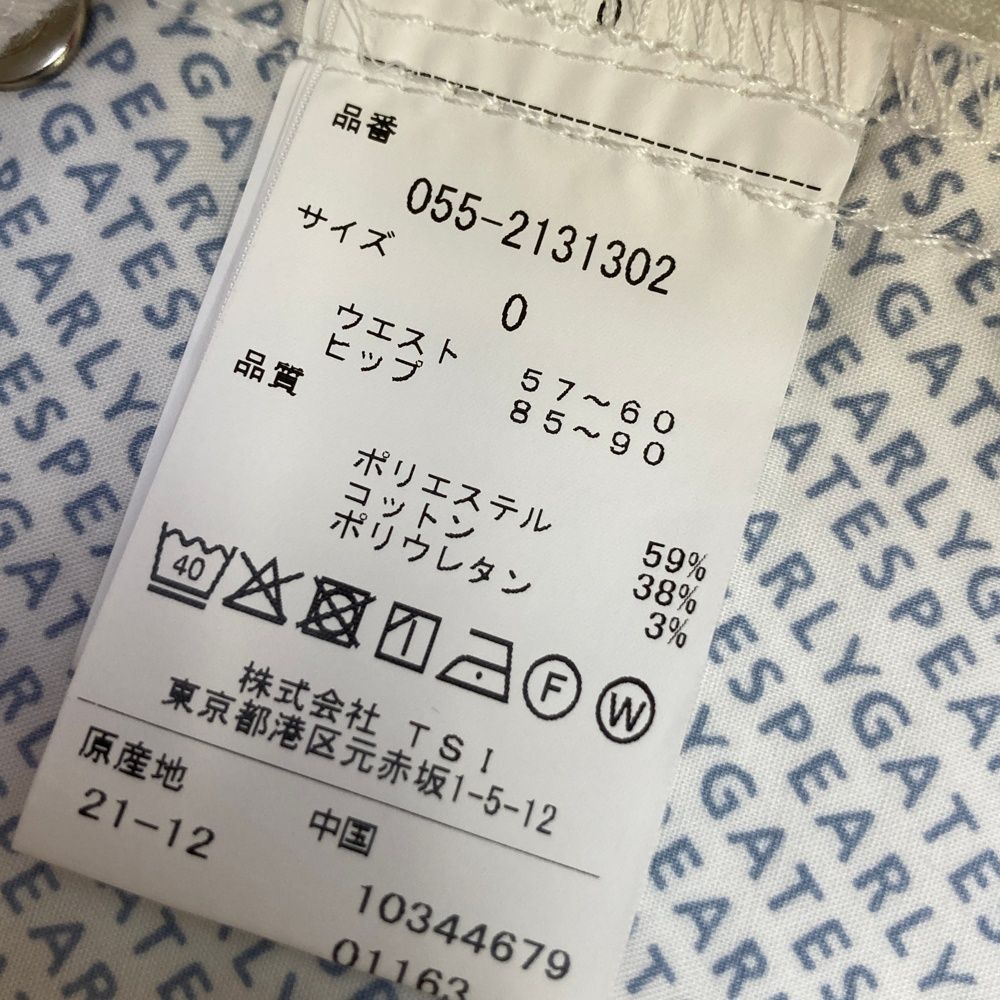 0
品番
055-2131302
サイズ
0
ウエスト 57～60
ヒップ 85～90
品質
ポリエステル 59%
コットン 38%
ポリウレタン 3%
40
F W
株式会社 TSI
東京都港区元赤坂1-5-12
原産地 中国
21-12
10344679
01163
PEARLYGATES